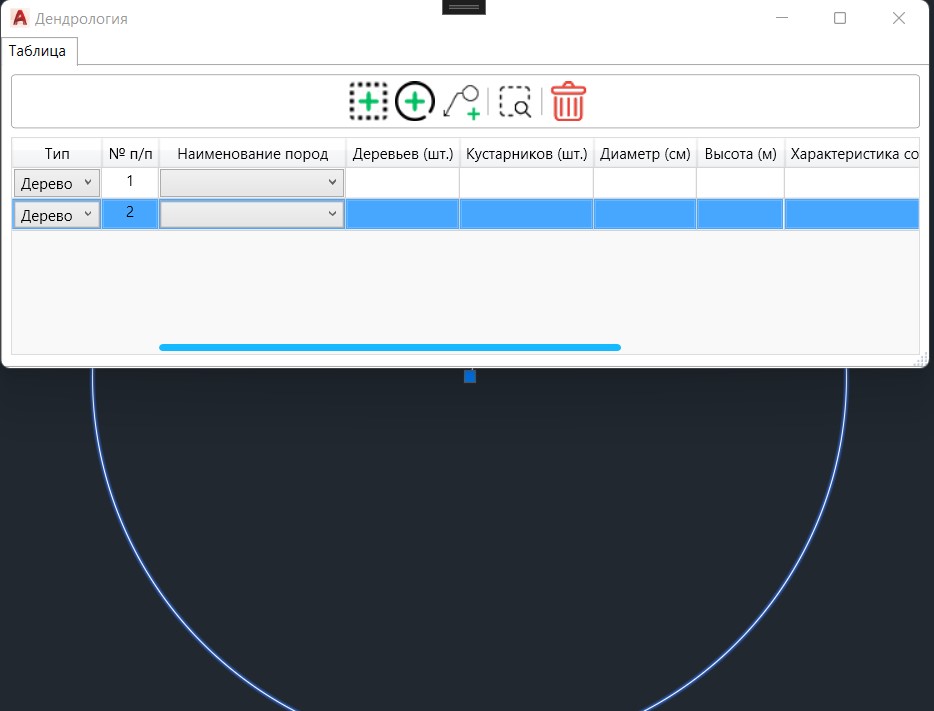 Дендрология
Таблица
Тип № п/п Наименование пород Деревьев (шт.) Кустарников (шт.) Диаметр (см) Высота (м) Характеристика со
Дерево 1
Дерево 2